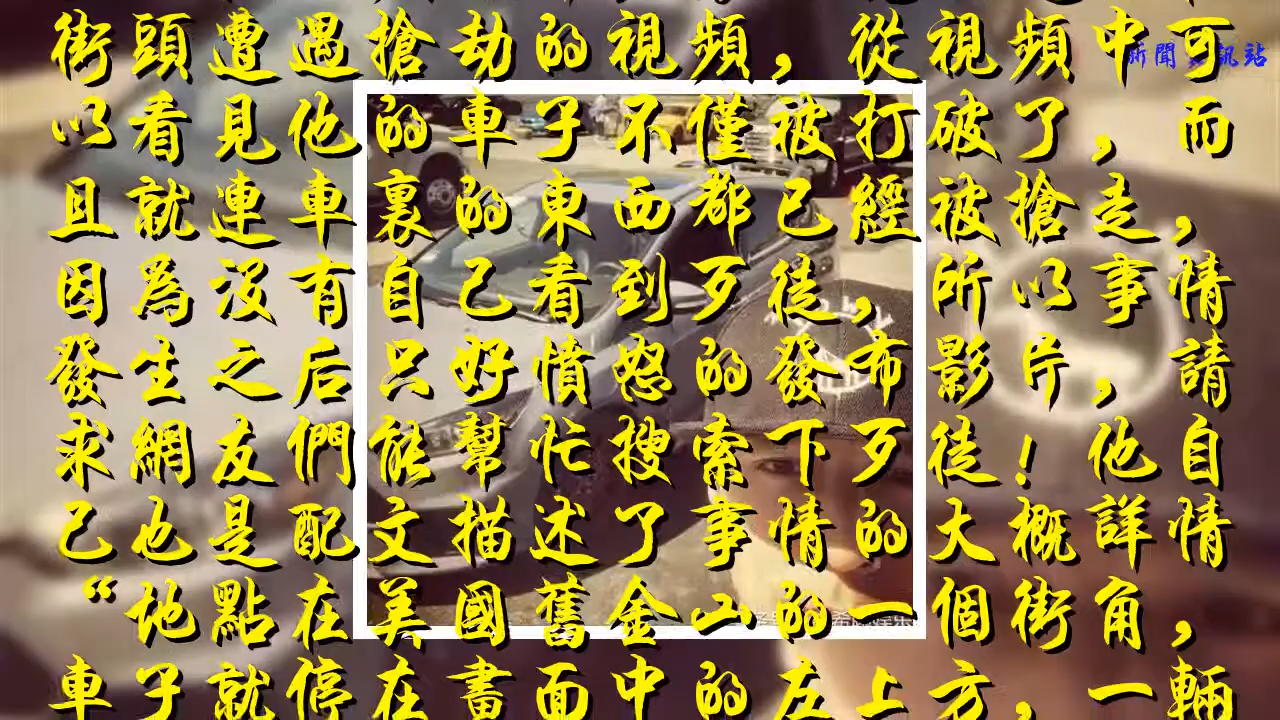 街頭遭遇搶劫的視頻，從視頻中可
以看見他的車子不僅被打破了，而
且就連車裏的東西都已經被搶走，
因爲沒有自己看到歹徒，所以事情
發生之后只好憤怒的發布影片，請
求網友們能幫忙搜索下歹徒！他自
己也是配文描述了事情的大概詳情
“地點在美國舊金山的一個街角，
車子就停在畫面中的左上方，一輛